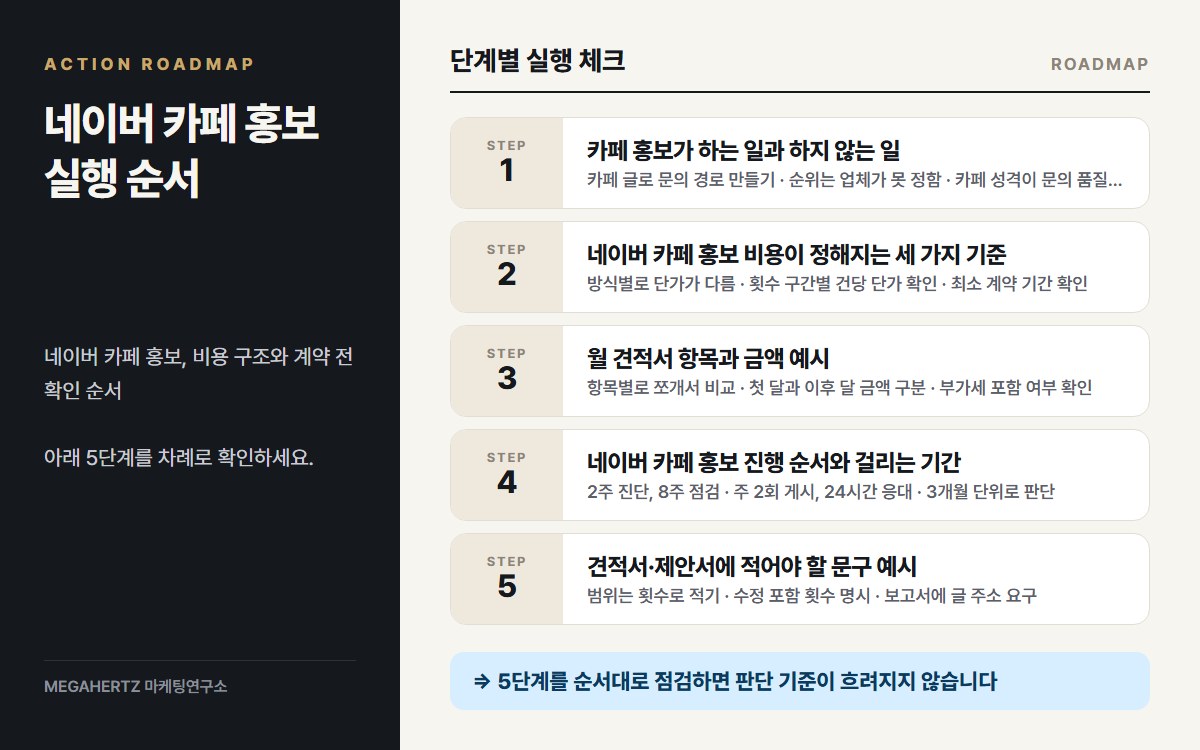 ACTION ROADMAP
네이버 카페 홍보
실행 순서
네이버 카페 홍보, 비용 구조와 계약 전
확인 순서
아래 5단계를 차례로 확인하세요.
MEGAHERTZ 마케팅연구소
단계별 실행 체크
ROADMAP
STEP
1
카페 홍보가 하는 일과 하지 않는 일
카페 글로 문의 경로 만들기 · 순위는 업체가 못 정함 · 카페 성격이 문의 품질...
STEP
2
네이버 카페 홍보 비용이 정해지는 세 가지 기준
방식별로 단가가 다름 · 횟수 구간별 건당 단가 확인 · 최소 계약 기간 확인
STEP
3
월 견적서 항목과 금액 예시
항목별로 쪼개서 비교 · 첫 달과 이후 달 금액 구분 · 부가세 포함 여부 확인
STEP
4
네이버 카페 홍보 진행 순서와 걸리는 기간
2주 진단, 8주 점검 · 주 2회 게시, 24시간 응대 · 3개월 단위로 판단
STEP
5
견적서·제안서에 적어야 할 문구 예시
범위는 횟수로 적기 · 수정 포함 횟수 명시 · 보고서에 글 주소 요구
→ 5단계를 순서대로 점검하면 판단 기준이 흐려지지 않습니다